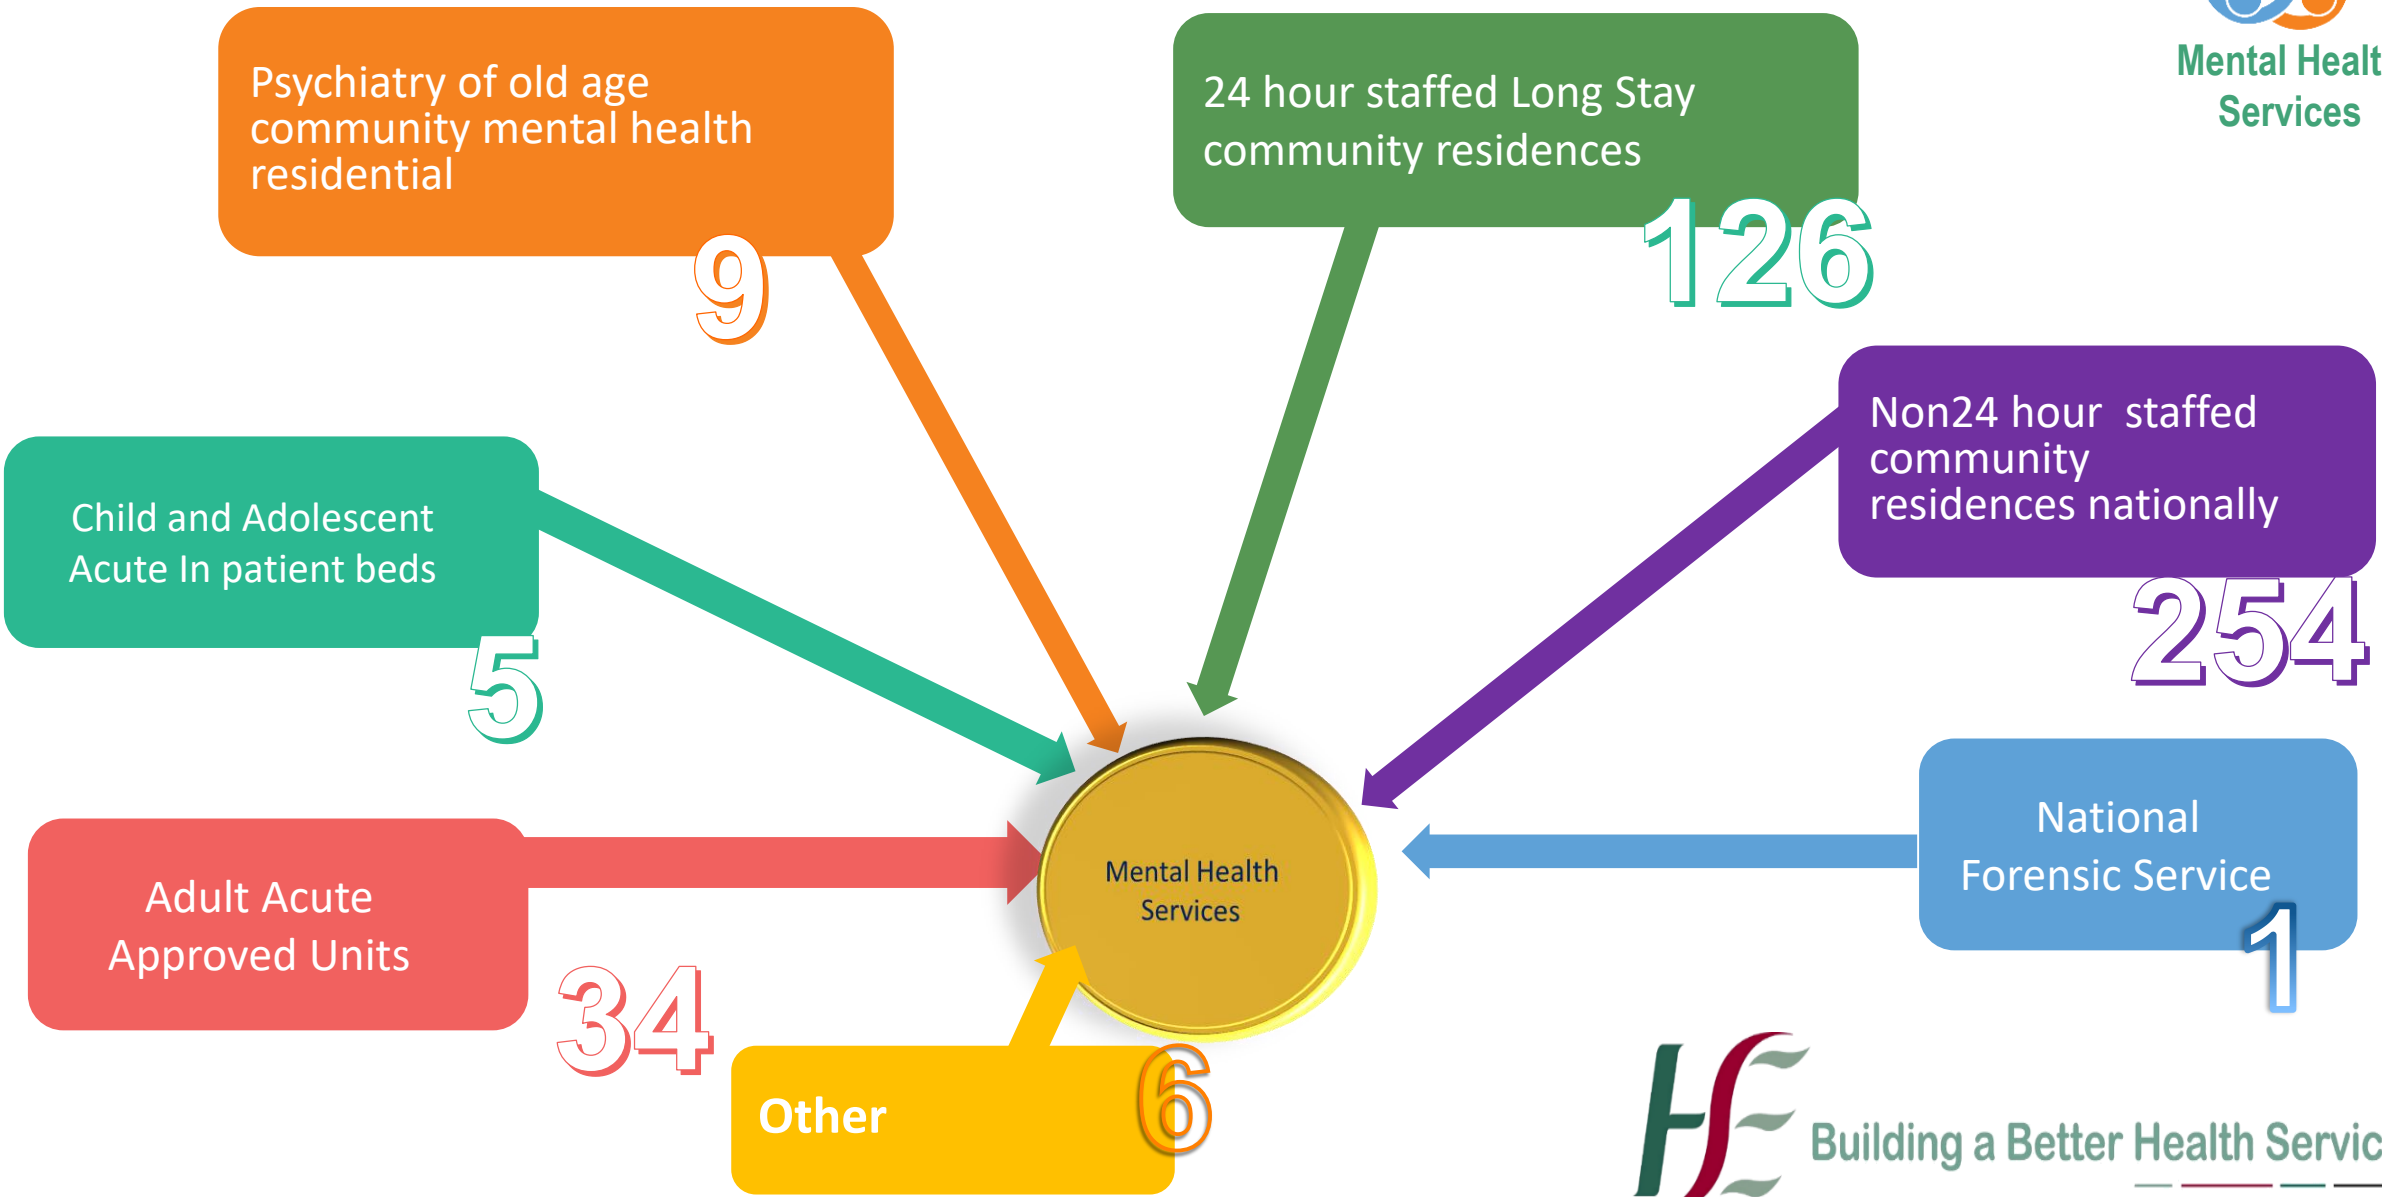 Mental Healt
Services
Psychiatry of old age
community mental health
residential
9
24 hour staffed Long Stay
community residences
126
Non24 hour  staffed
community
residences nationally
254
Child and Adolescent
Acute In patient beds
5
National
Forensic Service
1
Mental Health
Services
Adult Acute
Approved Units
34
Other
6
HSE
Building a Better Health Servic